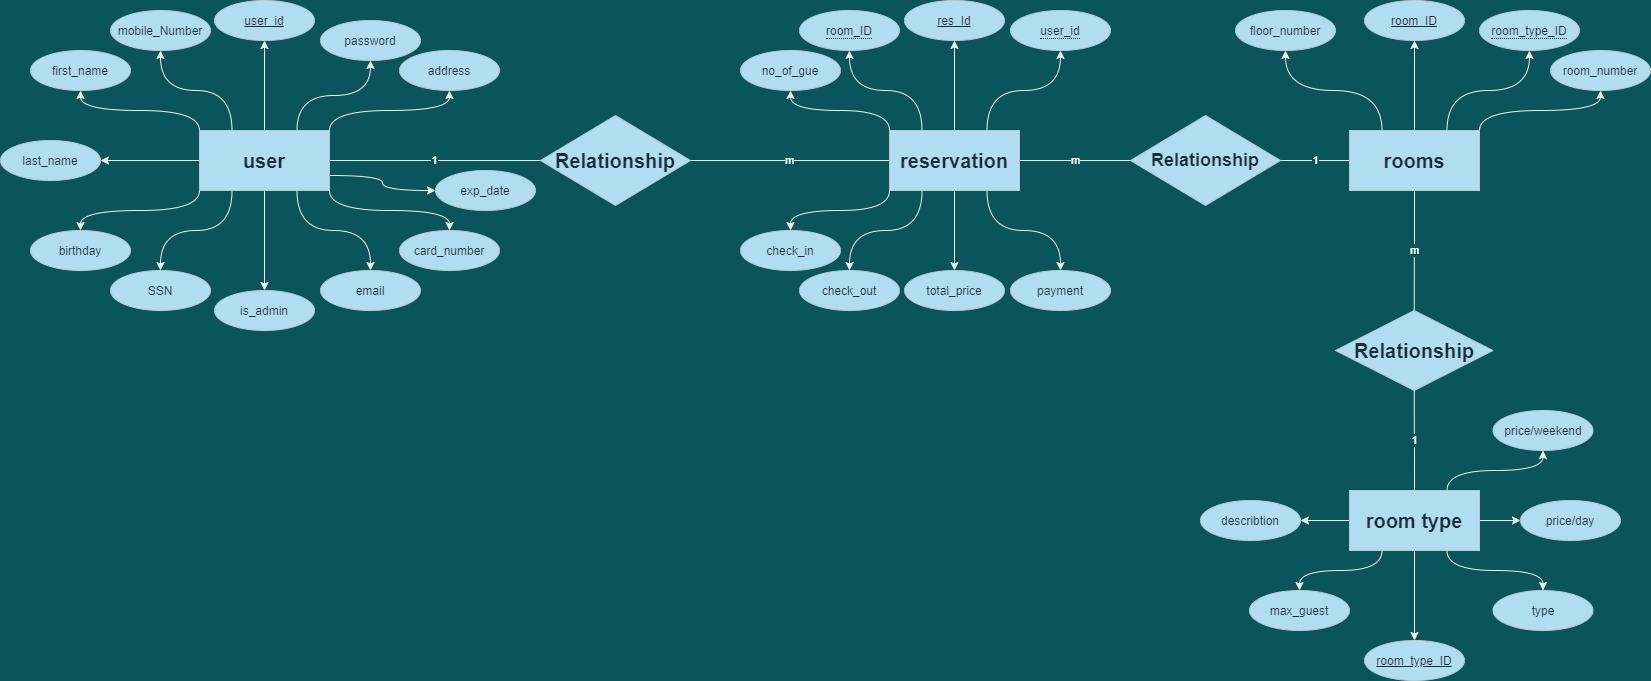 user_id
mobile_Number
password
first_name
address
user
last_name
exp_date
birthday
card_number
SSN
email
is_admin
1
Relationship
m
res_Id
room_ID
user_id
no_of_gue
reservation
check_in
check_out
total_price
payment
m
Relationship
1
room_ID
floor_number
room_type_ID
room_number
rooms
m
Relationship
1
price/weekend
room type
describtion
price/day
max_guest
type
room_type_ID